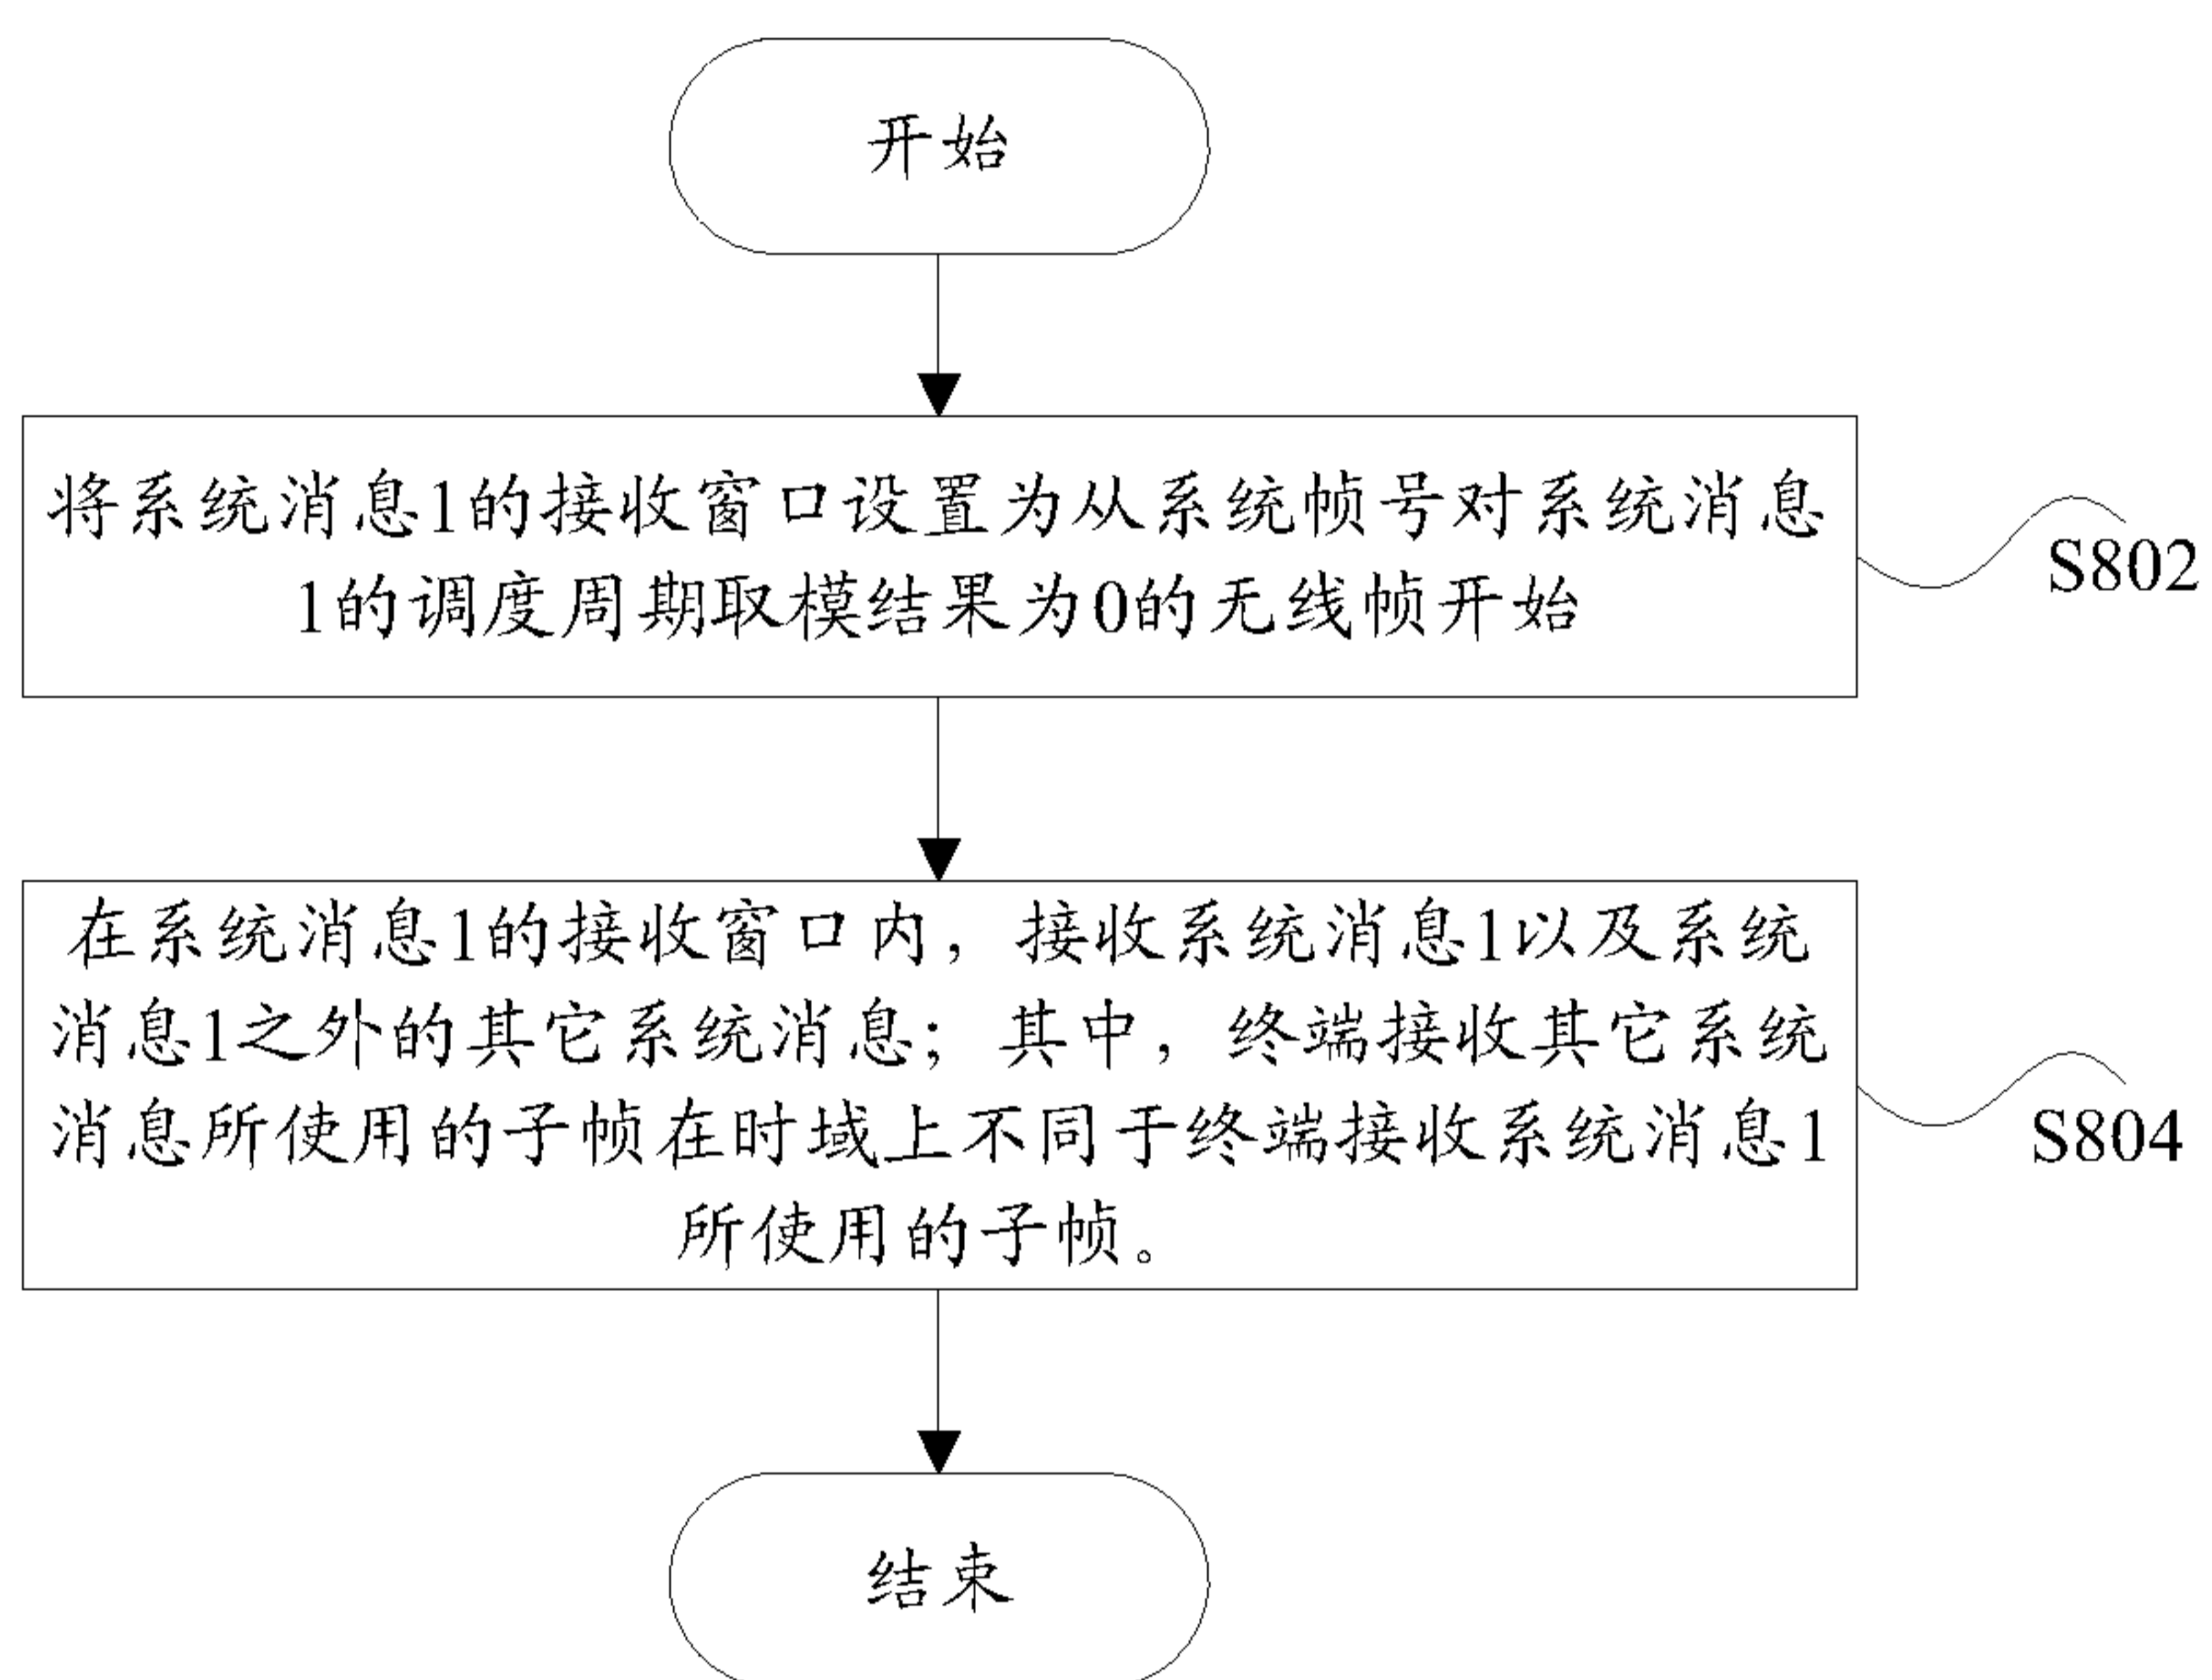 开始
将系统消息1的接收窗口设置为从系统帧号对系统消息
1的调度周期取模结果为0的无线帧开始
S802
在系统消息1的接收窗口内，接收系统消息1以及系统
消息1之外的其它系统消息；其中，终端接收其它系统
消息所使用的子帧在时域上不同于终端接收系统消息1
所使用的子帧。
S804
结束